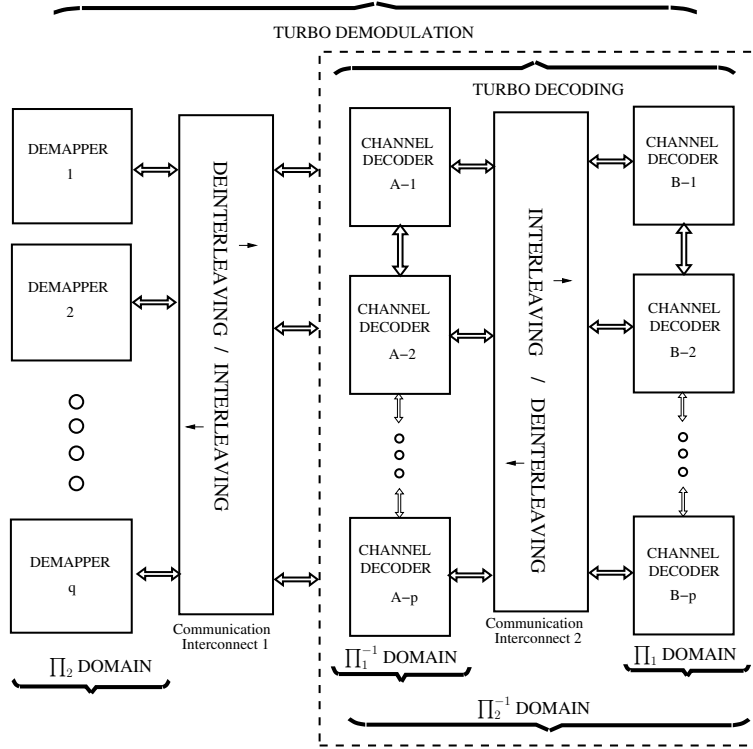 TURBO DEMODULATION
TURBO DECODING
DEMAPPER
1
DEMAPPER
2
DEMAPPER
q
DEINTERLEAVING / INTERLEAVING
Communication
Interconnect 1
∏₂ DOMAIN
CHANNEL
DECODER
A−1
CHANNEL
DECODER
A−2
CHANNEL
DECODER
A−p
∏₁⁻¹ DOMAIN
INTERLEAVING / DEINTERLEAVING
Communication
Interconnect 2
CHANNEL
DECODER
B−1
CHANNEL
DECODER
B−2
CHANNEL
DECODER
B−p
∏₁ DOMAIN
∏₂⁻¹ DOMAIN